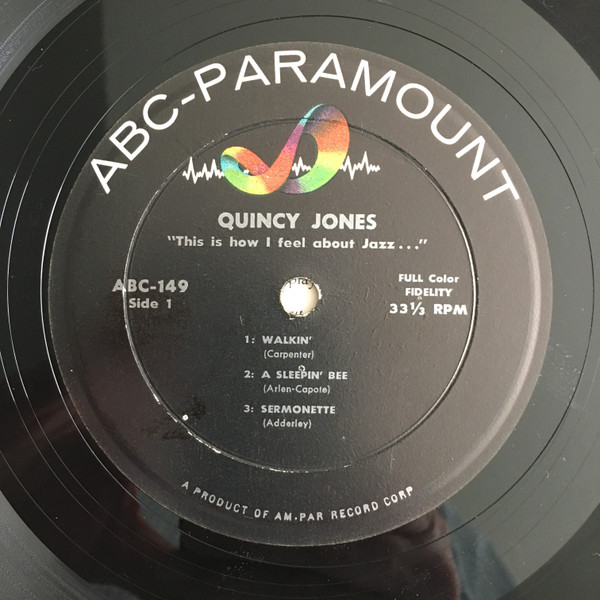 ABC-PARAMOUNT
QUINCY JONES
"This is how I feel about Jazz..."
ABC-149
Side 1
FULL Color
FIDELITY
33⅓ RPM
1: WALKIN'
(Carpenter)
2: A SLEEPIN' BEE
(Arlen-Capote)
3: SERMONETTE
(Adderley)
A PRODUCT OF AM-PAR RECORD CORP